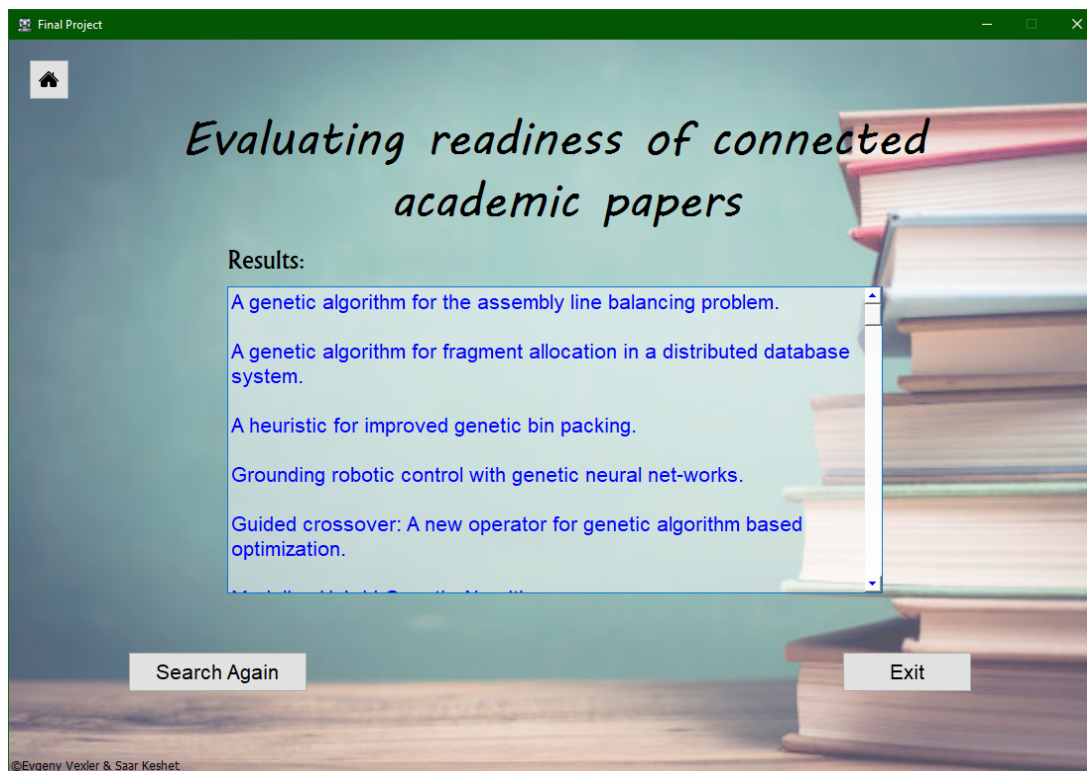 Final Project
Evaluating readiness of connected
academic papers
Results:
A genetic algorithm for the assembly line balancing problem.
A genetic algorithm for fragment allocation in a distributed database
system.
A heuristic for improved genetic bin packing.
Grounding robotic control with genetic neural net-works.
Guided crossover: A new operator for genetic algorithm based
optimization.
Search Again
Exit
©Evgeny Vexler & Saar Keshet